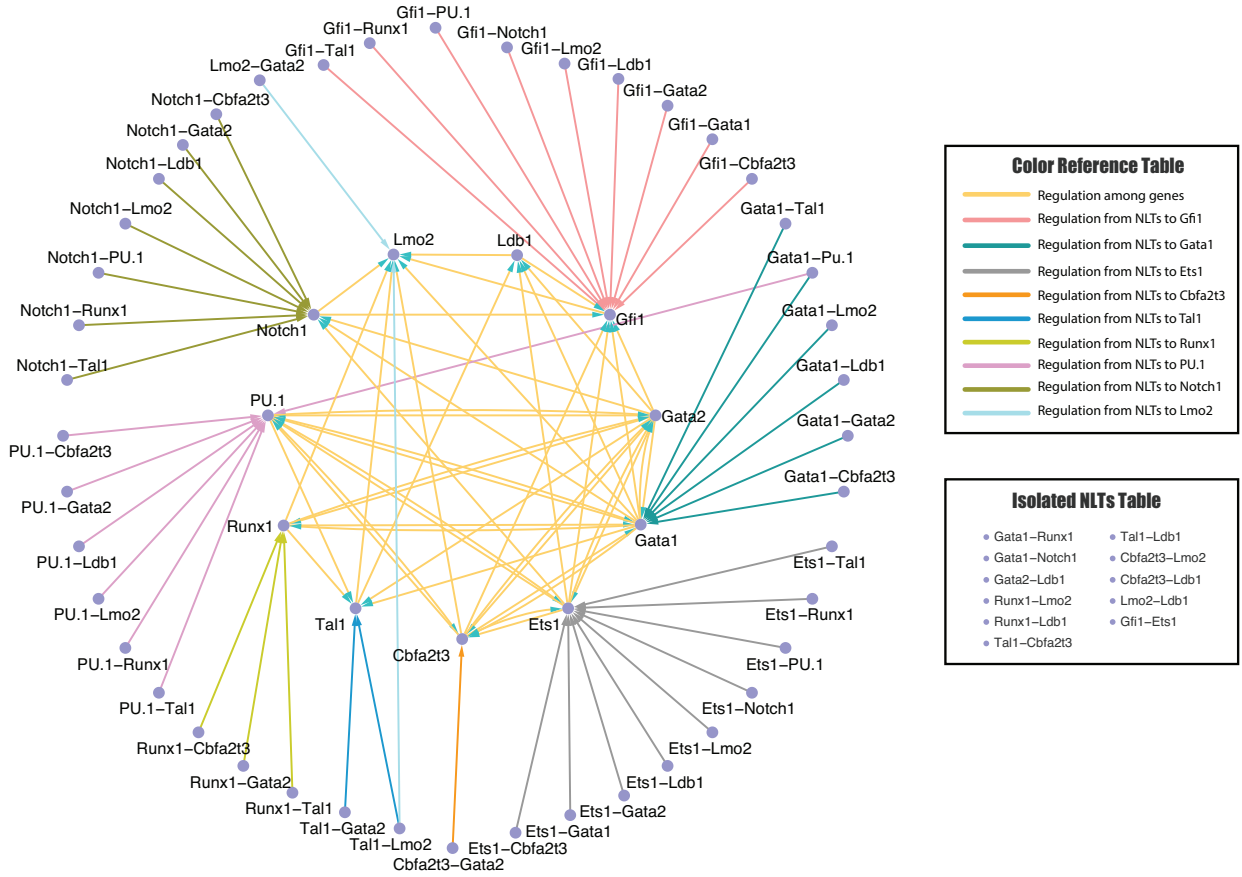 Gfi1−PU.1
Gfi1−Runx1
Gfi1−Notch1
Gfi1−Tal1
Gfi1−Lmo2
Gfi1−Ldb1
Lmo2−Gata2
Gfi1−Gata2
Notch1−Cbfa2t3
Gfi1−Gata1
Notch1−Gata2
Gfi1−Cbfa2t3
Notch1−Ldb1
Notch1−Lmo2
Gata1−Tal1
Lmo2
Ldb1
Notch1−PU.1
Gata1−Pu.1
Notch1−Runx1
Gata1−Lmo2
Notch1
Gfi1
Notch1−Tal1
Gata1−Ldb1
PU.1
Gata2
Gata1−Gata2
PU.1−Cbfa2t3
Gata1−Cbfa2t3
PU.1−Gata2
Runx1
Gata1
PU.1−Ldb1
Ets1−Tal1
PU.1−Lmo2
Tal1
Ets1
Ets1−Runx1
Cbfa2t3
PU.1−Runx1
Ets1−PU.1
PU.1−Tal1
Ets1−Notch1
Runx1−Cbfa2t3
Ets1−Lmo2
Runx1−Gata2
Ets1−Ldb1
Runx1−Tal1
Ets1−Gata2
Tal1−Gata2
Ets1−Gata1
Tal1−Lmo2
Ets1−Cbfa2t3
Cbfa2t3−Gata2
Color Reference Table
Regulation among genes
Regulation from NLTs to Gfi1
Regulation from NLTs to Gata1
Regulation from NLTs to Ets1
Regulation from NLTs to Cbfa2t3
Regulation from NLTs to Tal1
Regulation from NLTs to Runx1
Regulation from NLTs to PU.1
Regulation from NLTs to Notch1
Regulation from NLTs to Lmo2
Isolated NLTs Table
Gata1−Runx1
Gata1−Notch1
Gata2−Ldb1
Runx1−Lmo2
Runx1−Ldb1
Tal1−Cbfa2t3
Tal1−Ldb1
Cbfa2t3−Lmo2
Cbfa2t3−Ldb1
Lmo2−Ldb1
Gfi1−Ets1